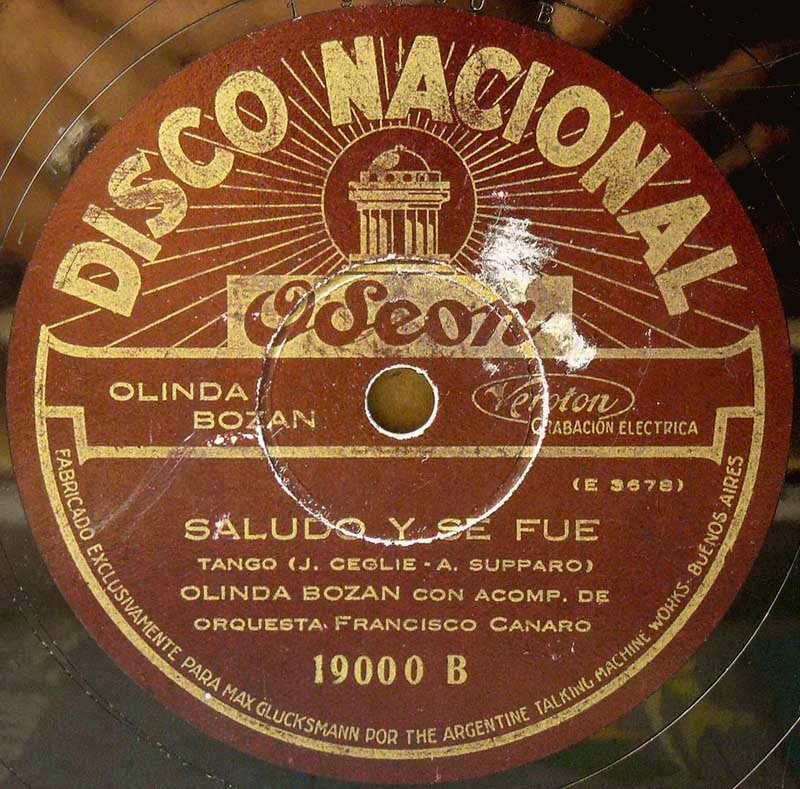 DISCO NACIONAL
Odeon
OLINDA
BOZAN
Veroton
GRABACIÓN ELECTRICA
(E 3678)
SALUDO Y SE FUE
TANGO (J. CEGLIE - A. SUPPARO)
OLINDA BOZAN CON ACOMP. DE
ORQUESTA FRANCISCO CANARO
19000 B
FABRICADO EXCLUSIVAMENTE PARA MAX GLUCKSMANN POR THE ARGENTINE TALKING MACHINE WORKS - BUENOS AIRES